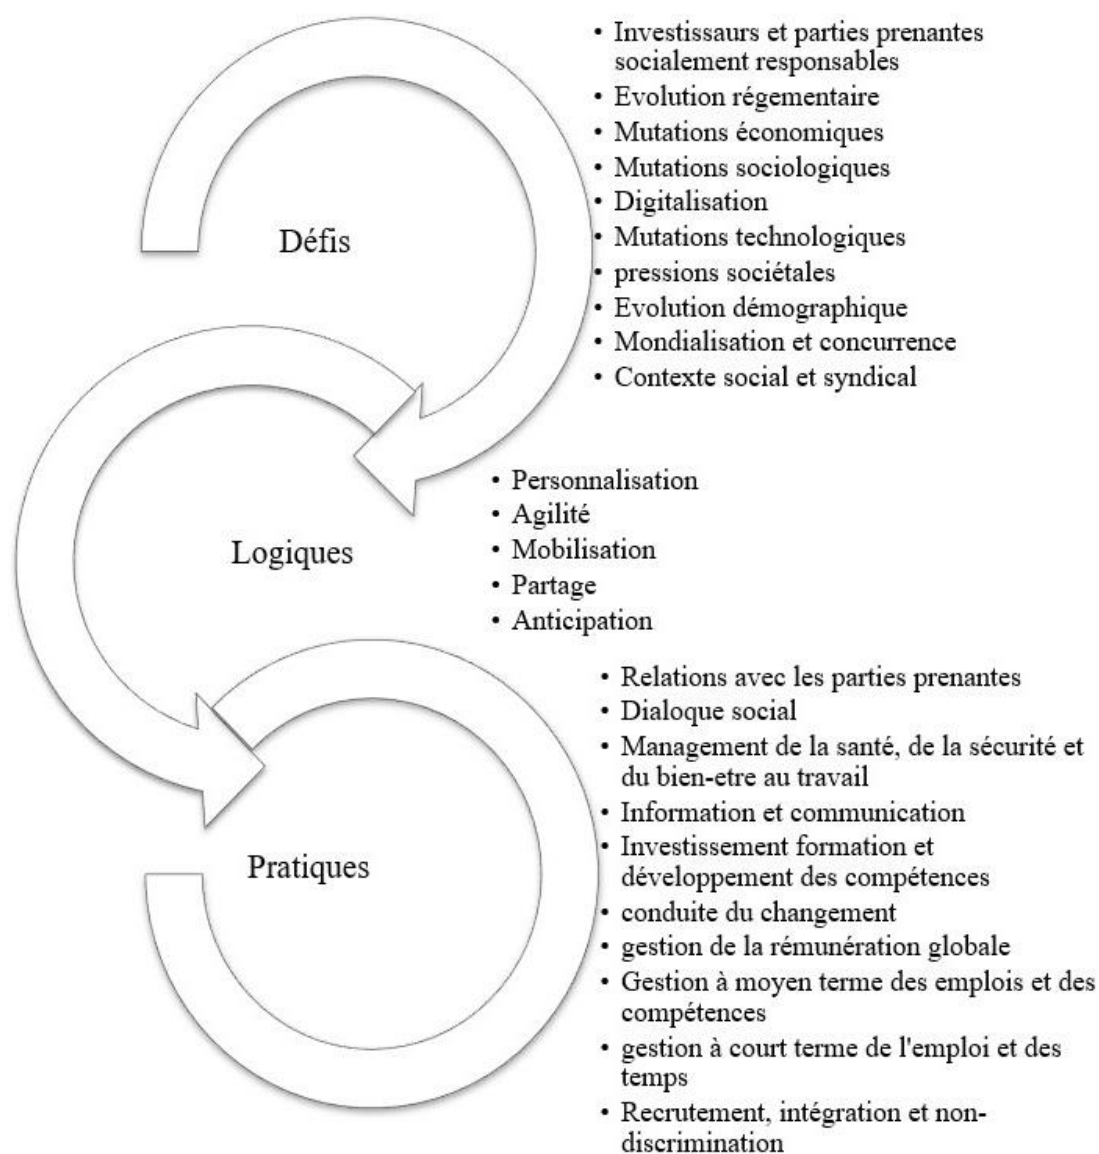 • Investissaurs et parties prenantes
socialement responsables
• Evolution régementaire
• Mutations économiques
• Mutations sociologiques
• Digitalisation
• Mutations technologiques
• pressions sociétales
• Evolution démographique
• Mondialisation et concurrence
• Contexte social et syndical
Défis
• Personnalisation
• Agilité
• Mobilisation
• Partage
• Anticipation
Logiques
• Relations avec les parties prenantes
• Dialoque social
• Management de la santé, de la sécurité et
du bien-etre au travail
• Information et communication
• Investissement formation et
développement des compétences
• conduite du changement
• gestion de la rémunération globale
• Gestion à moyen terme des emplois et des
compétences
• gestion à court terme de l'emploi et des
temps
• Recrutement, intégration et non-
discrimination
Pratiques